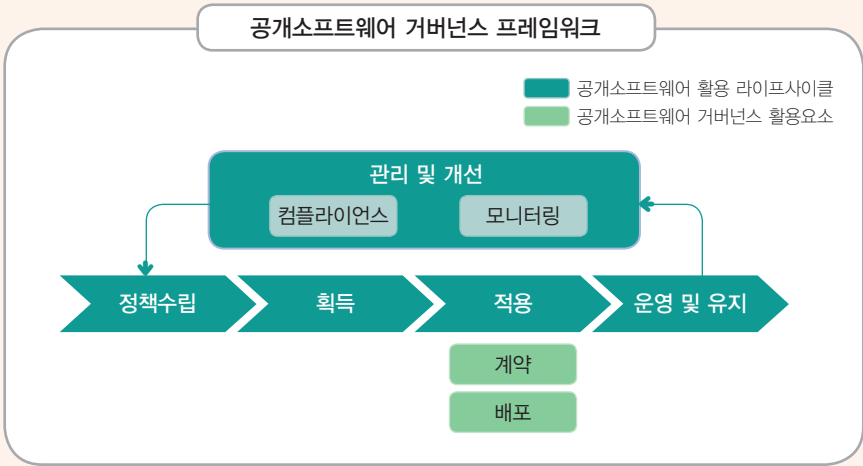 공개소프트웨어 거버넌스 프레임워크
공개소프트웨어 활용 라이프사이클
공개소프트웨어 거버넌스 활용요소
관리 및 개선
컴플라이언스 모니터링
정책수립 획득 적용 운영 및 유지
계약
배포